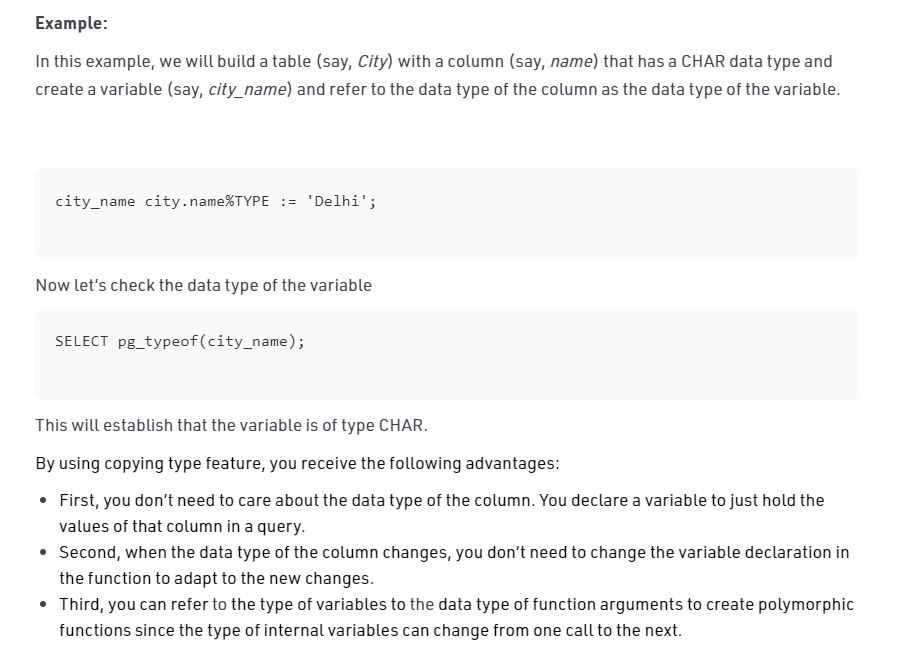 Example:
In this example, we will build a table (say, City) with a column (say, name) that has a CHAR data type and
create a variable (say, city_name) and refer to the data type of the column as the data type of the variable.
city_name city.name%TYPE := 'Delhi';
Now let's check the data type of the variable
SELECT pg_typeof(city_name);
This will establish that the variable is of type CHAR.
By using copying type feature, you receive the following advantages:
• First, you don't need to care about the data type of the column. You declare a variable to just hold the
values of that column in a query.
• Second, when the data type of the column changes, you don't need to change the variable declaration in
the function to adapt to the new changes.
• Third, you can refer to the type of variables to the data type of function arguments to create polymorphic
functions since the type of internal variables can change from one call to the next.